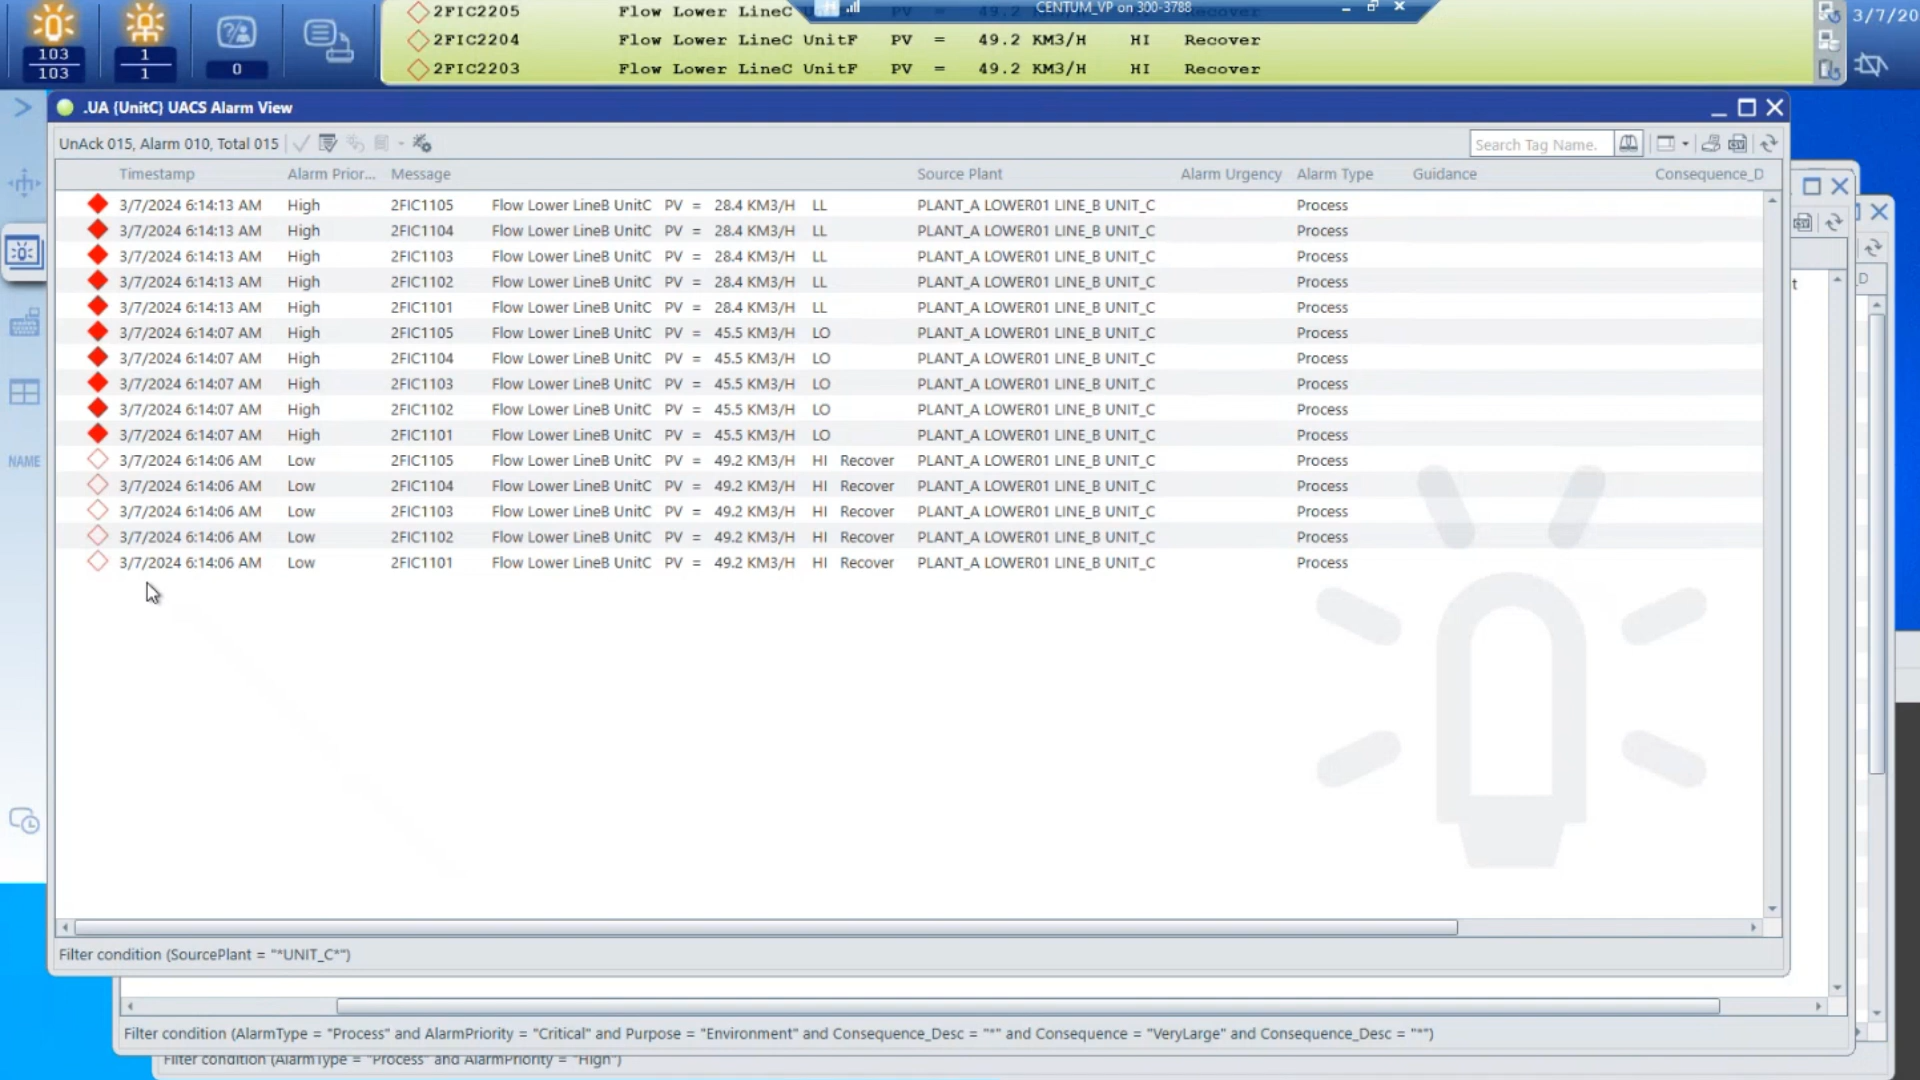 2FIC2205 Flow Lower LineC PV = 49.2 KM3/H HI Recover
CENTUM_VP on 300-3788
3/7/20
2FIC2204 Flow Lower LineC UnitF PV = 49.2 KM3/H HI Recover
2FIC2203 Flow Lower LineC UnitF PV = 49.2 KM3/H HI Recover
103
103
1
1
0
.UA (UnitC) UACS Alarm View
UnAck 015, Alarm 010, Total 015
Search Tag Name.
Timestamp Alarm Prior... Message Source Plant Alarm Urgency Alarm Type Guidance Consequence_D
3/7/2024 6:14:13 AM High 2FIC1105 Flow Lower LineB UnitC PV = 28.4 KM3/H LL PLANT_A LOWER01 LINE_B UNIT_C Process
3/7/2024 6:14:13 AM High 2FIC1104 Flow Lower LineB UnitC PV = 28.4 KM3/H LL PLANT_A LOWER01 LINE_B UNIT_C Process
3/7/2024 6:14:13 AM High 2FIC1103 Flow Lower LineB UnitC PV = 28.4 KM3/H LL PLANT_A LOWER01 LINE_B UNIT_C Process
3/7/2024 6:14:13 AM High 2FIC1102 Flow Lower LineB UnitC PV = 28.4 KM3/H LL PLANT_A LOWER01 LINE_B UNIT_C Process
3/7/2024 6:14:13 AM High 2FIC1101 Flow Lower LineB UnitC PV = 28.4 KM3/H LL PLANT_A LOWER01 LINE_B UNIT_C Process
3/7/2024 6:14:07 AM High 2FIC1105 Flow Lower LineB UnitC PV = 45.5 KM3/H LO PLANT_A LOWER01 LINE_B UNIT_C Process
3/7/2024 6:14:07 AM High 2FIC1104 Flow Lower LineB UnitC PV = 45.5 KM3/H LO PLANT_A LOWER01 LINE_B UNIT_C Process
3/7/2024 6:14:07 AM High 2FIC1103 Flow Lower LineB UnitC PV = 45.5 KM3/H LO PLANT_A LOWER01 LINE_B UNIT_C Process
3/7/2024 6:14:07 AM High 2FIC1102 Flow Lower LineB UnitC PV = 45.5 KM3/H LO PLANT_A LOWER01 LINE_B UNIT_C Process
3/7/2024 6:14:07 AM High 2FIC1101 Flow Lower LineB UnitC PV = 45.5 KM3/H LO PLANT_A LOWER01 LINE_B UNIT_C Process
3/7/2024 6:14:06 AM Low 2FIC1105 Flow Lower LineB UnitC PV = 49.2 KM3/H HI Recover PLANT_A LOWER01 LINE_B UNIT_C Process
3/7/2024 6:14:06 AM Low 2FIC1104 Flow Lower LineB UnitC PV = 49.2 KM3/H HI Recover PLANT_A LOWER01 LINE_B UNIT_C Process
3/7/2024 6:14:06 AM Low 2FIC1103 Flow Lower LineB UnitC PV = 49.2 KM3/H HI Recover PLANT_A LOWER01 LINE_B UNIT_C Process
3/7/2024 6:14:06 AM Low 2FIC1102 Flow Lower LineB UnitC PV = 49.2 KM3/H HI Recover PLANT_A LOWER01 LINE_B UNIT_C Process
3/7/2024 6:14:06 AM Low 2FIC1101 Flow Lower LineB UnitC PV = 49.2 KM3/H HI Recover PLANT_A LOWER01 LINE_B UNIT_C Process
NAME
Filter condition (SourcePlant = "*UNIT_C*")
Filter condition (AlarmType = "Process" and AlarmPriority = "Critical" and Purpose = "Environment" and Consequence_Desc = "*" and Consequence = "VeryLarge" and Consequence_Desc = "*")
Filter condition (AlarmType = "Process" and AlarmPriority = "High")